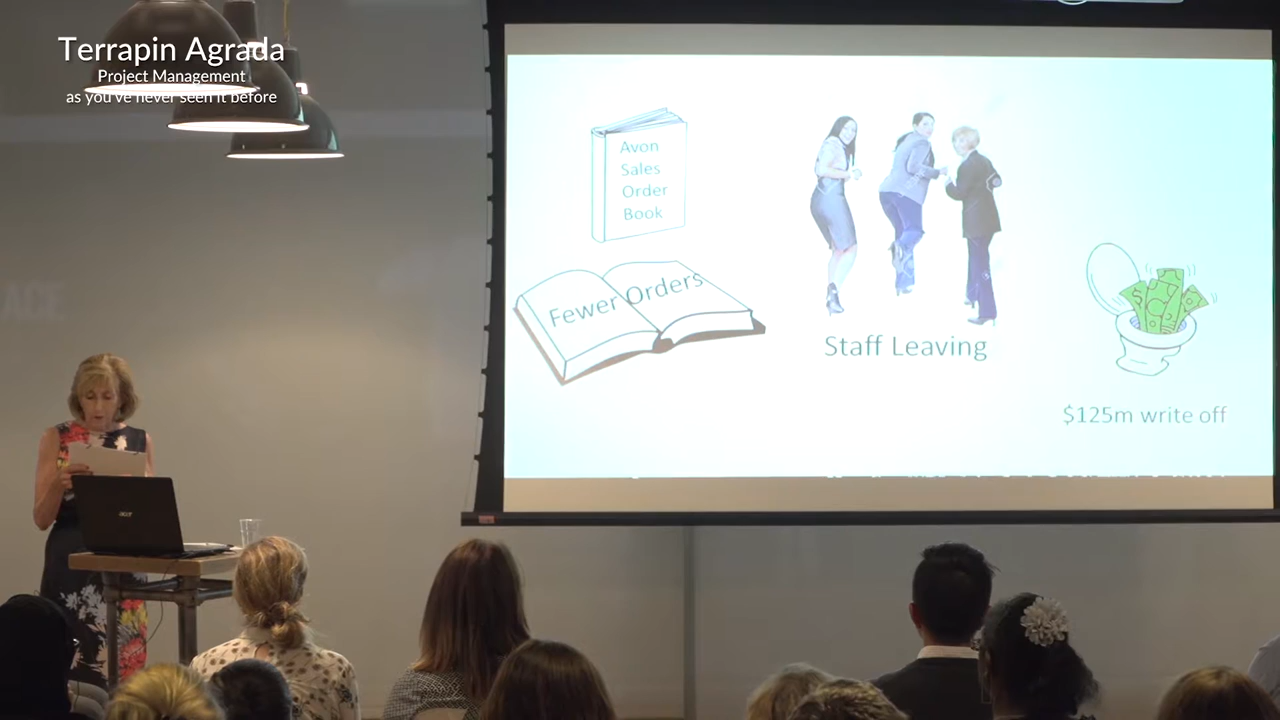 Terrapin Agrada
Project Management
as you've never seen it before
Avon
Sales
Order
Book
Fewer Orders
Staff Leaving
$125m write off
acer